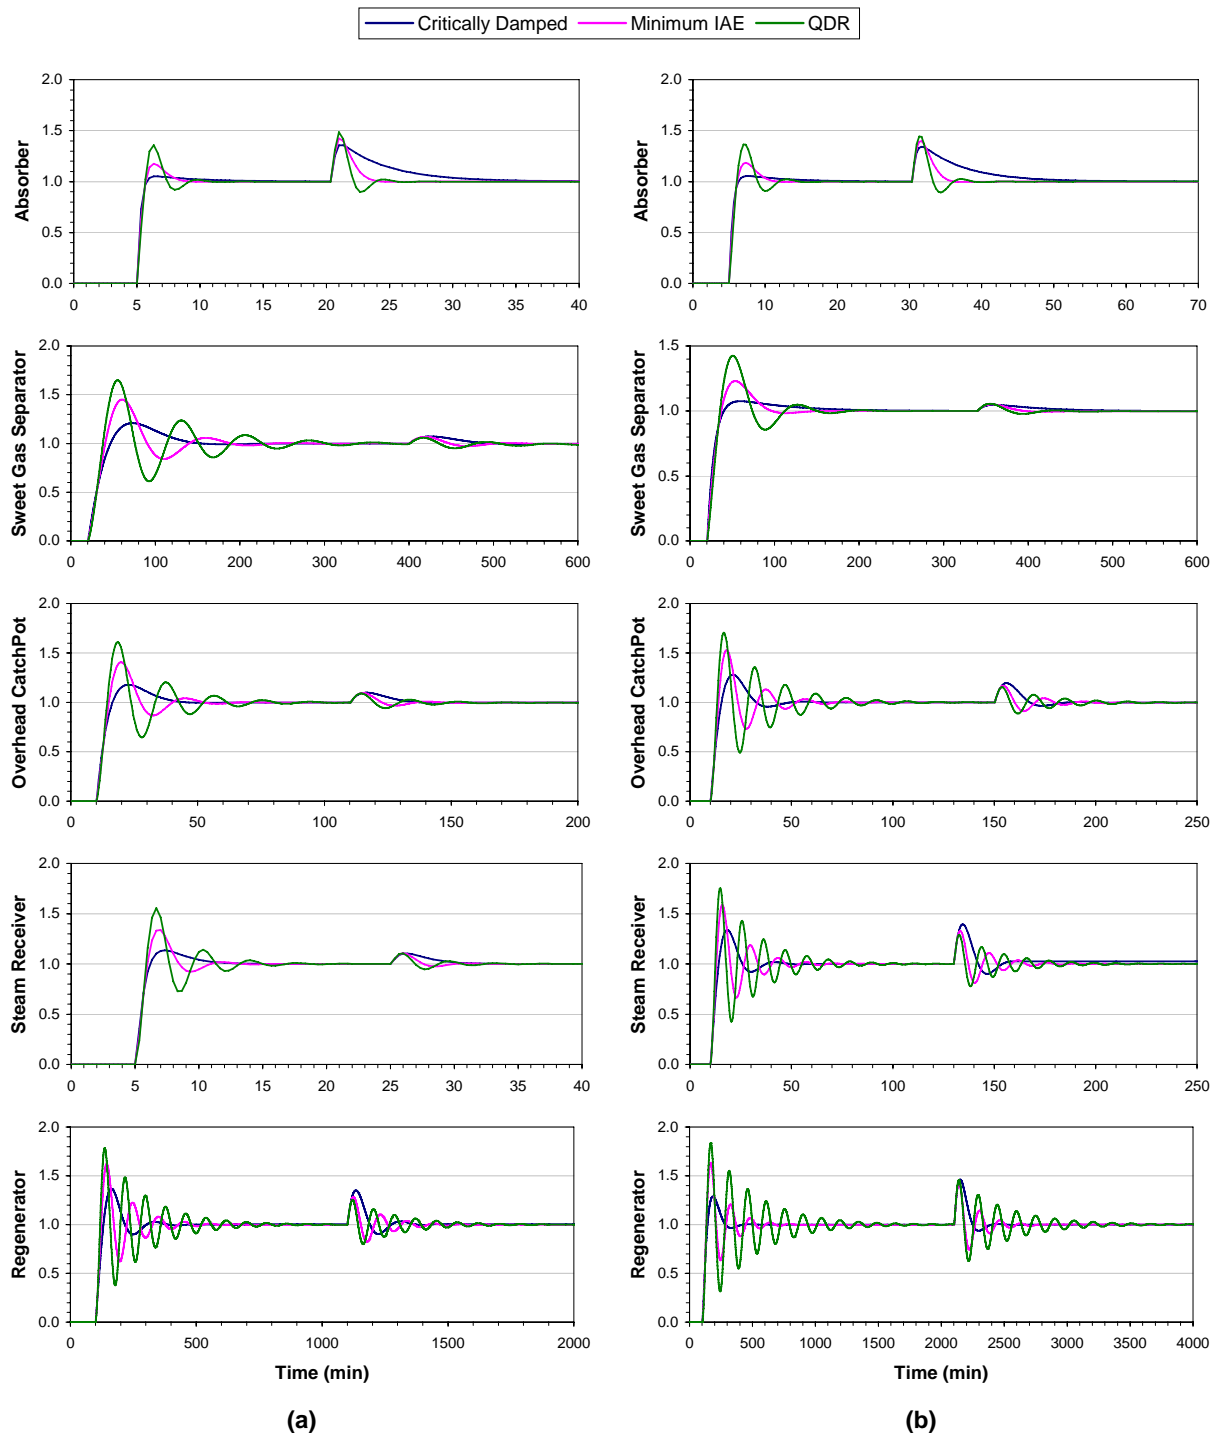 Critically Damped Minimum IAE QDR
2.0 1.5 1.0 0.5 0.0
Absorber
0 5 10 15 20 25 30 35 40
2.0 1.5 1.0 0.5 0.0
Absorber
0 10 20 30 40 50 60 70
2.0 1.5 1.0 0.5 0.0
Sweet Gas Separator
0 100 200 300 400 500 600
1.5 1.0 0.5 0.0
Sweet Gas Separator
0 100 200 300 400 500 600
2.0 1.5 1.0 0.5 0.0
Overhead CatchPot
0 50 100 150 200
2.0 1.5 1.0 0.5 0.0
Overhead CatchPot
0 50 100 150 200 250
2.0 1.5 1.0 0.5 0.0
Steam Receiver
0 5 10 15 20 25 30 35 40
2.0 1.5 1.0 0.5 0.0
Steam Receiver
0 50 100 150 200 250
2.0 1.5 1.0 0.5 0.0
Regenerator
0 500 1000 1500 2000
Time (min)
2.0 1.5 1.0 0.5 0.0
Regenerator
0 500 1000 1500 2000 2500 3000 3500 4000
Time (min)
(a) (b)